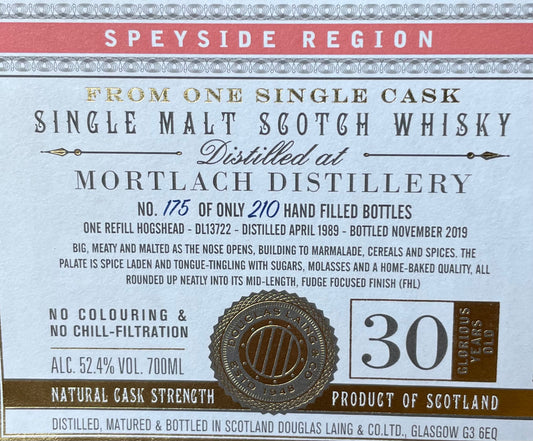 SPEYSIDE REGION
FROM ONE SINGLE CASK
SINGLE MALT SCOTCH WHISKY
Distilled at
MORTLACH DISTILLERY
NO. 175 OF ONLY 210 HAND FILLED BOTTLES
ONE REFILL HOGSHEAD - DL13722 - DISTILLED APRIL 1989 - BOTTLED NOVEMBER 2019
BIG, MEATY AND MALTED AS THE NOSE OPENS, BUILDING TO MARMALADE, CEREALS AND SPICES. THE
PALATE IS SPICE LADEN AND TONGUE-TINGLING WITH SUGARS, MOLASSES AND A HOME-BAKED QUALITY, ALL
ROUNDED UP NEATLY INTO ITS MID-LENGTH, FUDGE FOCUSED FINISH (FHL)
NO COLOURING &
NO CHILL-FILTRATION
ALC. 52.4% VOL. 700ML
DOUGLAS LAING & CO.
ESTD 1948
30
GLORIOUS
YEARS
OLD
NATURAL CASK STRENGTH
PRODUCT OF SCOTLAND
DISTILLED, MATURED & BOTTLED IN SCOTLAND DOUGLAS LAING & CO.LTD., GLASGOW G3 6EQ